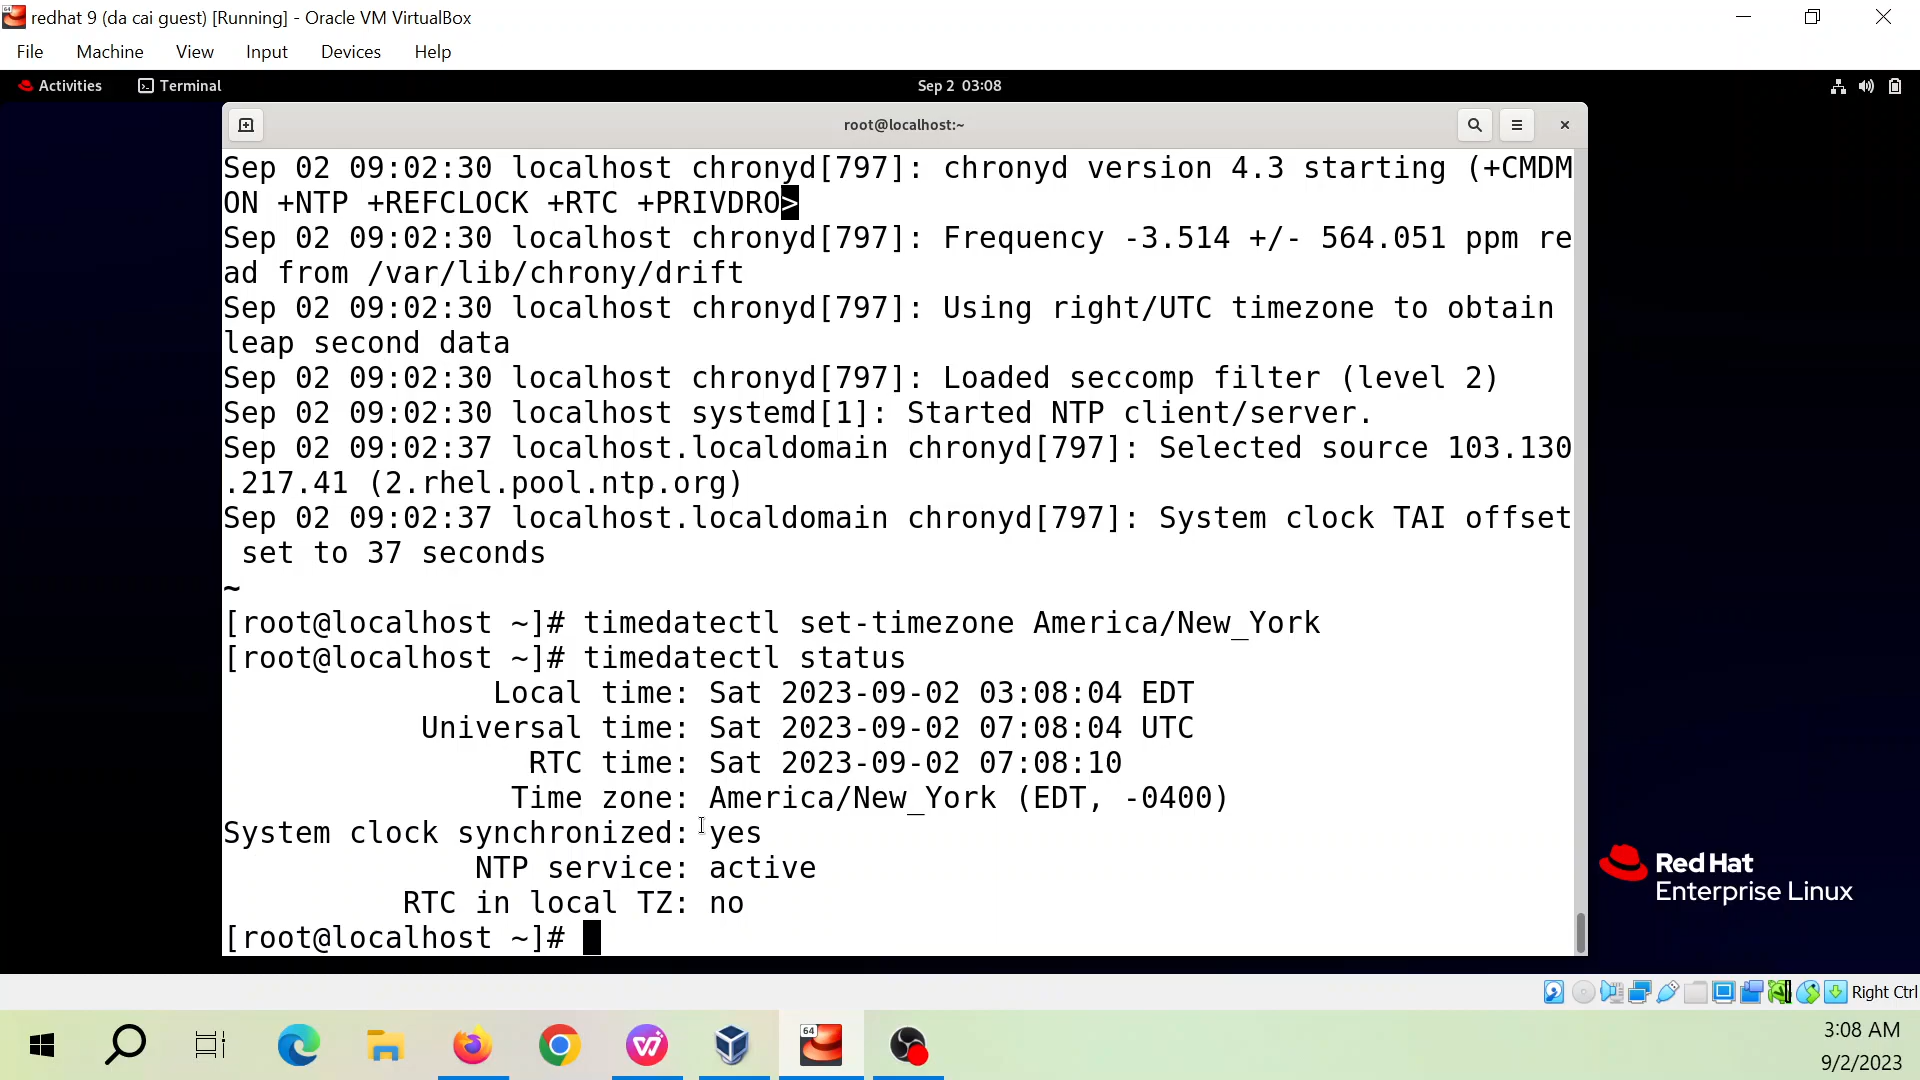 redhat 9 (da cai guest) [Running] - Oracle VM VirtualBox
File Machine View Input Devices Help
Activities Terminal Sep 2 03:08
root@localhost:~
Sep 02 09:02:30 localhost chronyd[797]: chronyd version 4.3 starting (+CMDM
ON +NTP +REFCLOCK +RTC +PRIVDRO>
Sep 02 09:02:30 localhost chronyd[797]: Frequency -3.514 +/- 564.051 ppm re
ad from /var/lib/chrony/drift
Sep 02 09:02:30 localhost chronyd[797]: Using right/UTC timezone to obtain
leap second data
Sep 02 09:02:30 localhost chronyd[797]: Loaded seccomp filter (level 2)
Sep 02 09:02:30 localhost systemd[1]: Started NTP client/server.
Sep 02 09:02:37 localhost.localdomain chronyd[797]: Selected source 103.130
.217.41 (2.rhel.pool.ntp.org)
Sep 02 09:02:37 localhost.localdomain chronyd[797]: System clock TAI offset
set to 37 seconds
~
[root@localhost ~]# timedatectl set-timezone America/New_York
[root@localhost ~]# timedatectl status
Local time: Sat 2023-09-02 03:08:04 EDT
Universal time: Sat 2023-09-02 07:08:04 UTC
RTC time: Sat 2023-09-02 07:08:10
Time zone: America/New_York (EDT, -0400)
System clock synchronized: yes
NTP service: active
RTC in local TZ: no
[root@localhost ~]#
Red Hat
Enterprise Linux
Right Ctrl
64
3:08 AM
9/2/2023